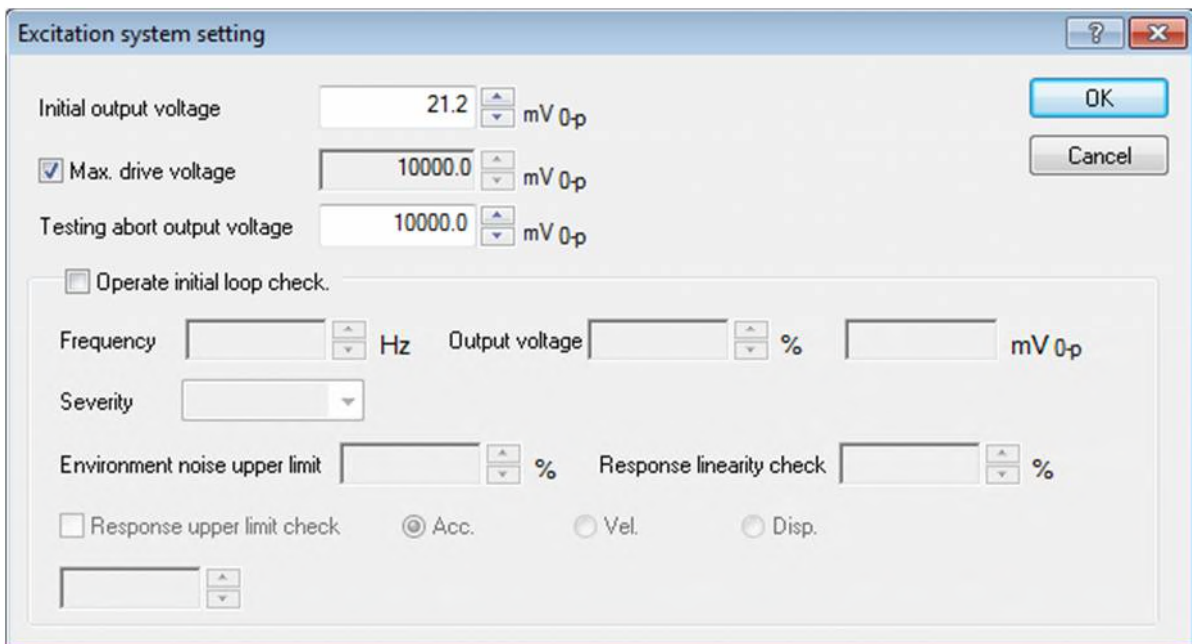 Excitation system setting
OK
Initial output voltage 21.2 mV 0-p
Cancel
Max. drive voltage 10000.0 mV 0-p
Testing abort output voltage 10000.0 mV 0-p
Operate initial loop check.
Frequency Hz Output voltage % mV 0-p
Severity
Environment noise upper limit % Response linearity check %
Response upper limit check Acc. Vel. Disp.